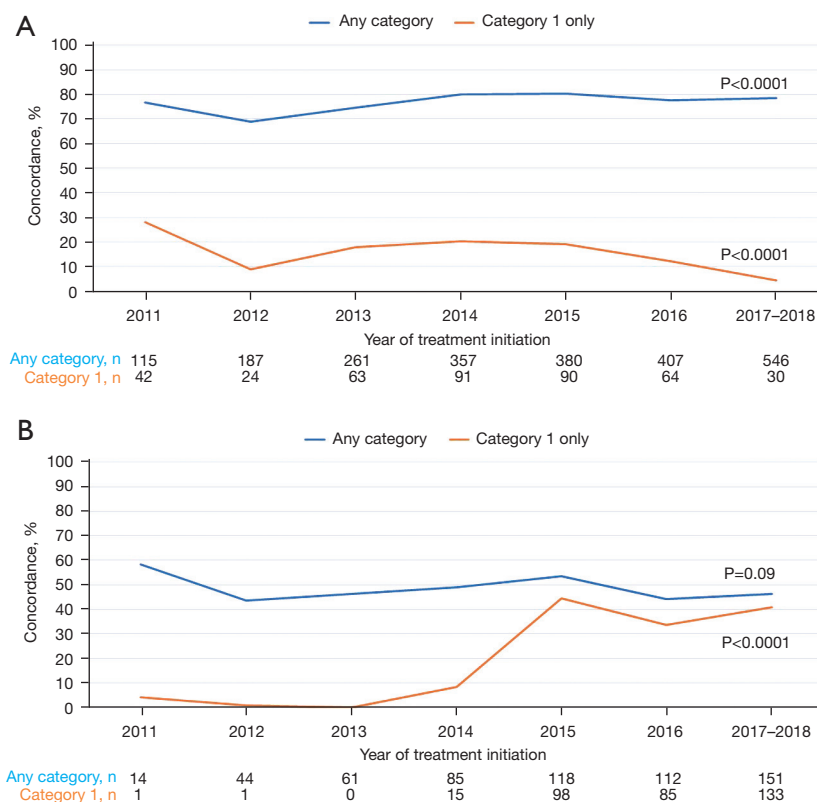 A
Any category Category 1 only
100
90
80
70
60
50
40
30
20
10
0
Concordance, %
P<0.0001
P<0.0001
2011 2012 2013 2014 2015 2016 2017–2018
Year of treatment initiation
Any category, n 115 187 261 357 380 407 546
Category 1, n 42 24 63 91 90 64 30
B
Any category Category 1 only
100
90
80
70
60
50
40
30
20
10
0
Concordance, %
P=0.09
P<0.0001
2011 2012 2013 2014 2015 2016 2017–2018
Year of treatment initiation
Any category, n 14 44 61 85 118 112 151
Category 1, n 1 1 0 15 98 85 133